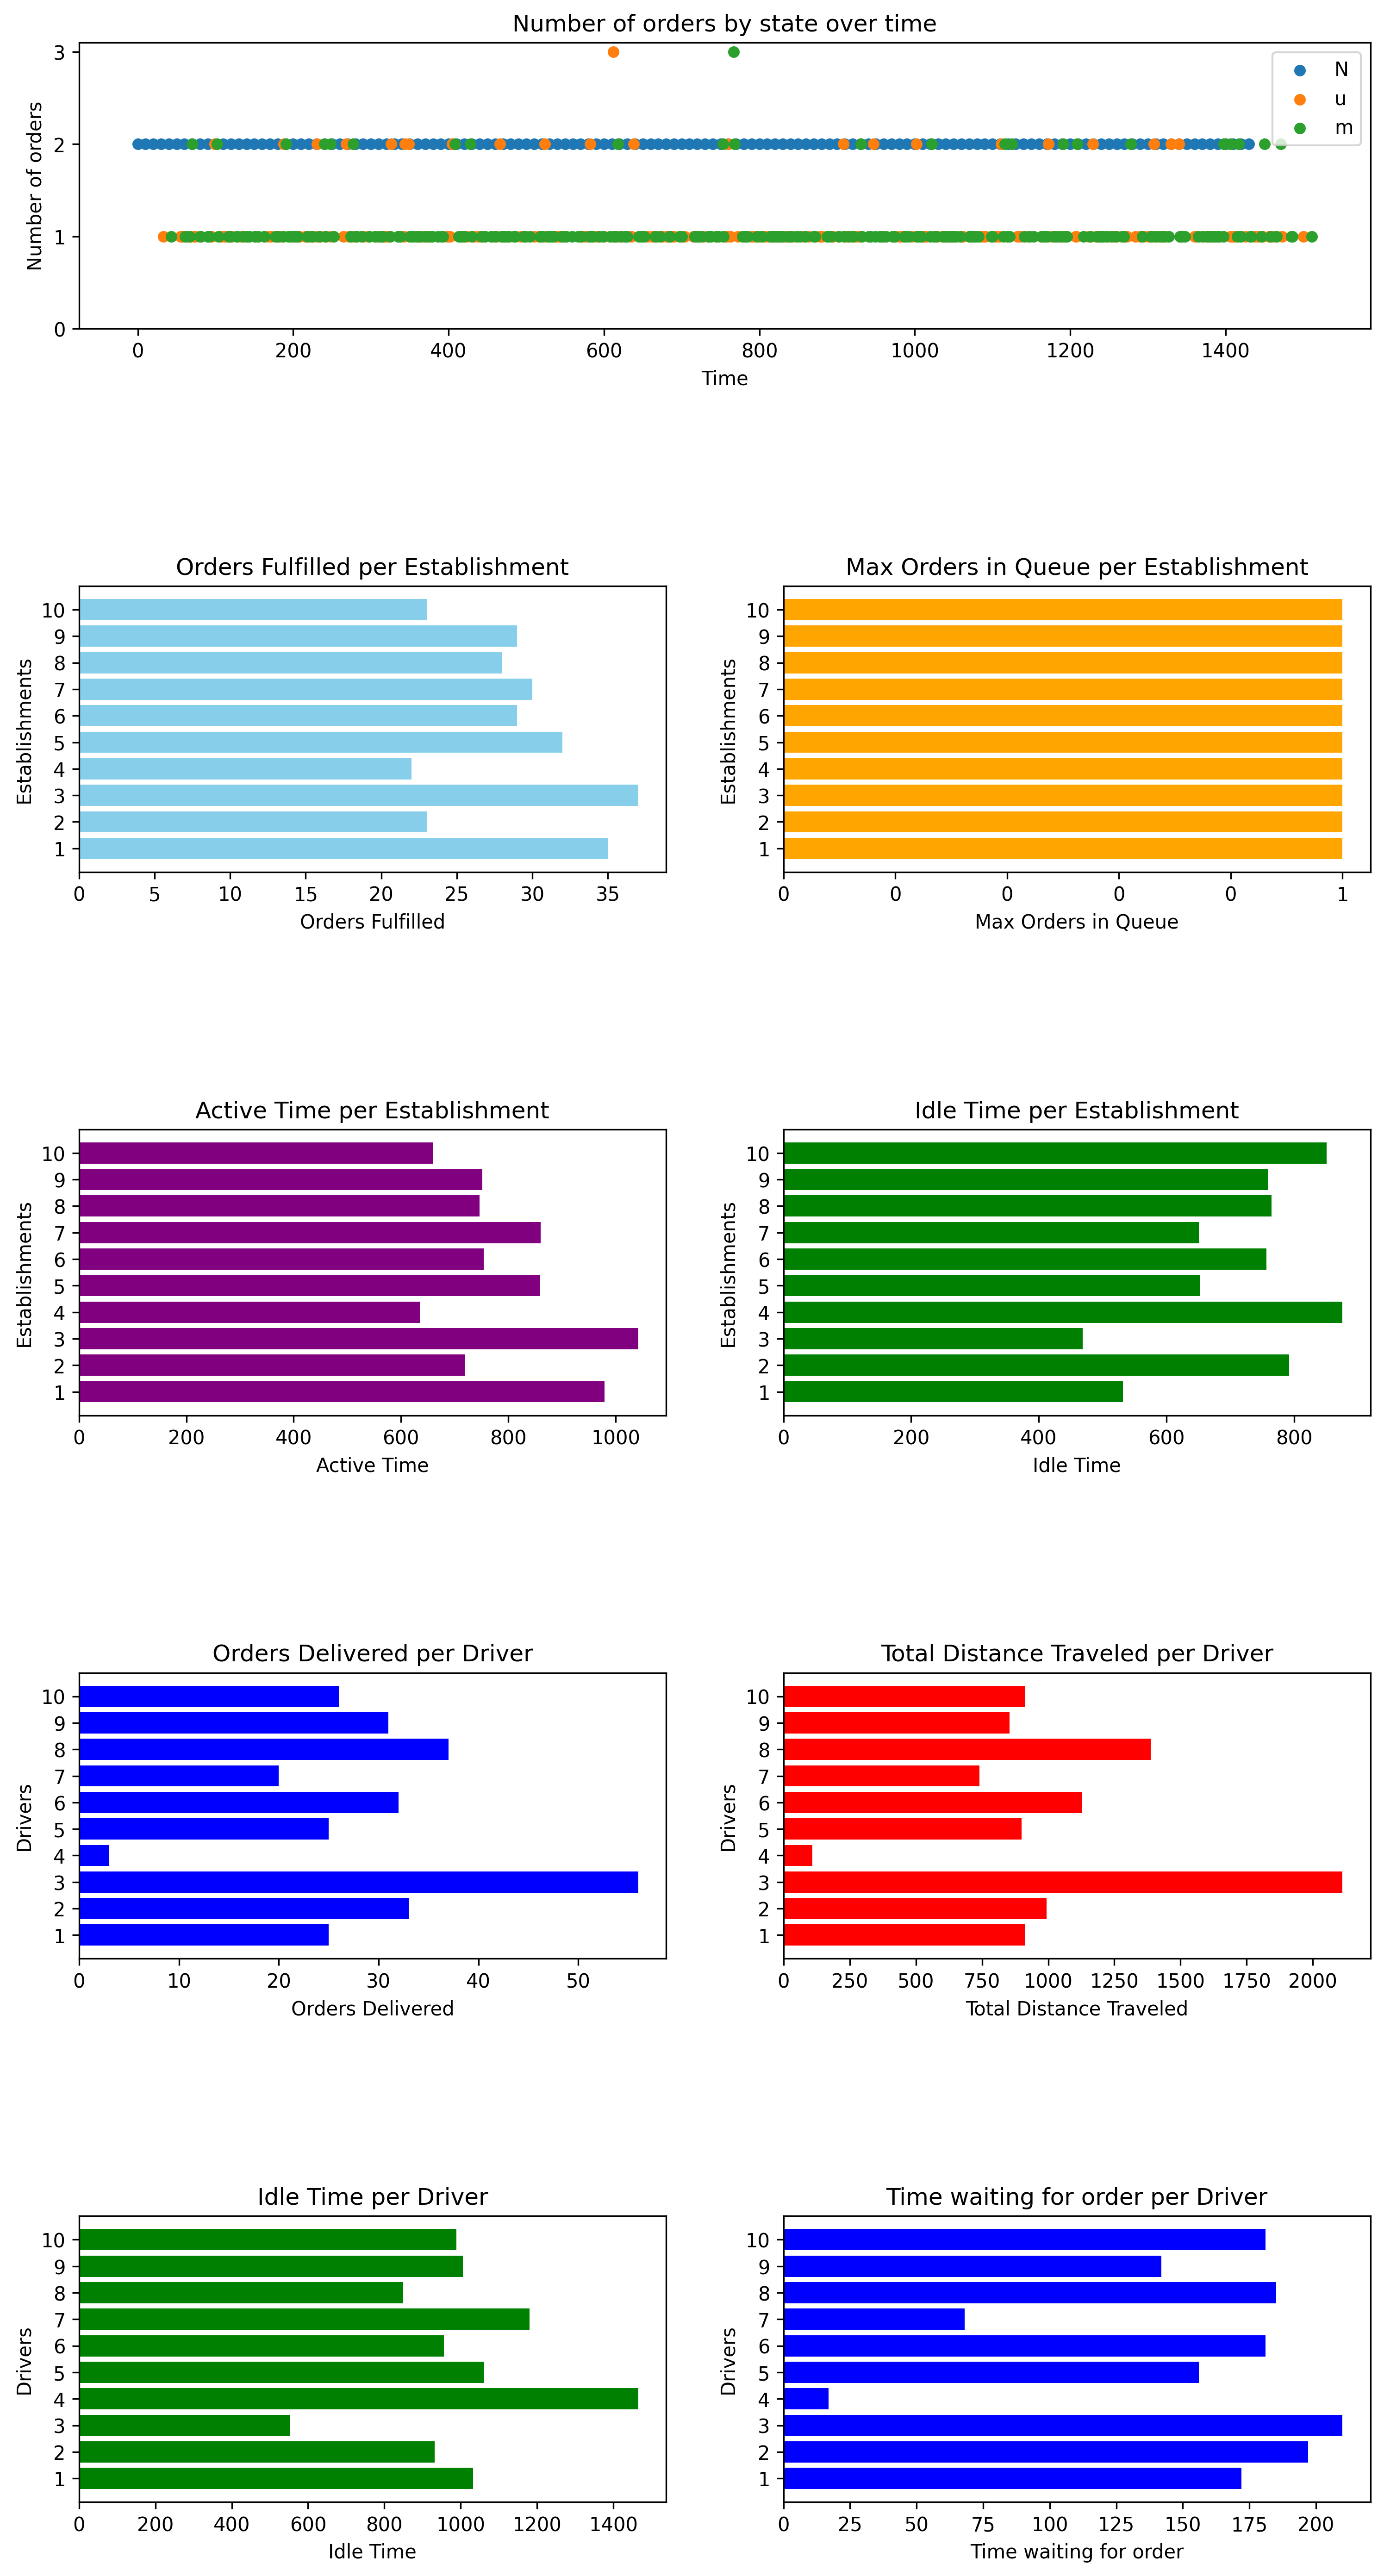 Number of orders by state over time
Number of orders
3
2
1
0
N
u
m
0 200 400 600 800 1000 1200 1400
Time
Orders Fulfilled per Establishment
Establishments
10
9
8
7
6
5
4
3
2
1
0 5 10 15 20 25 30 35
Orders Fulfilled
Max Orders in Queue per Establishment
Establishments
10
9
8
7
6
5
4
3
2
1
0 0 0 0 0 1
Max Orders in Queue
Active Time per Establishment
Establishments
10
9
8
7
6
5
4
3
2
1
0 200 400 600 800 1000
Active Time
Idle Time per Establishment
Establishments
10
9
8
7
6
5
4
3
2
1
0 200 400 600 800
Idle Time
Orders Delivered per Driver
Drivers
10
9
8
7
6
5
4
3
2
1
0 10 20 30 40 50
Orders Delivered
Total Distance Traveled per Driver
Drivers
10
9
8
7
6
5
4
3
2
1
0 250 500 750 1000 1250 1500 1750 2000
Total Distance Traveled
Idle Time per Driver
Drivers
10
9
8
7
6
5
4
3
2
1
0 200 400 600 800 1000 1200 1400
Idle Time
Time waiting for order per Driver
Drivers
10
9
8
7
6
5
4
3
2
1
0 25 50 75 100 125 150 175 200
Time waiting for order